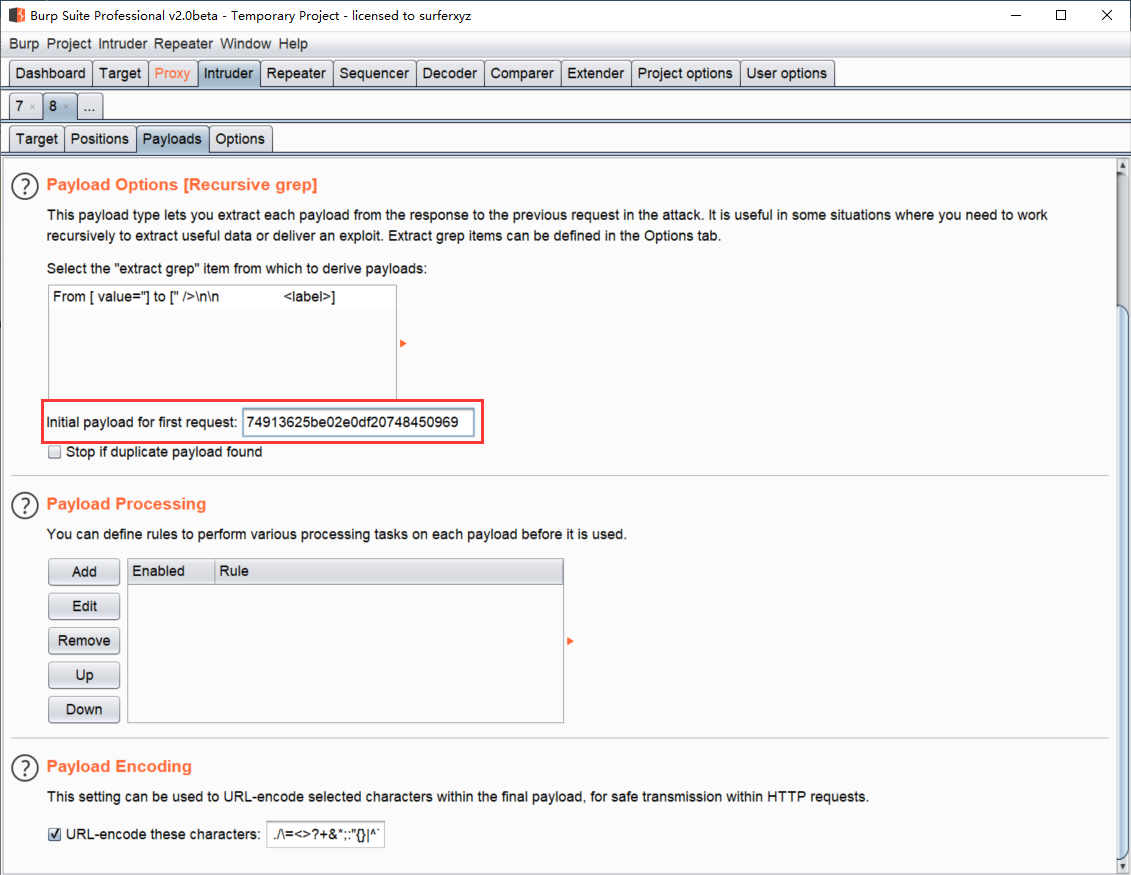 Burp Suite Professional v2.0beta - Temporary Project - licensed to surferxyz
Burp Project Intruder Repeater Window Help
Dashboard Target Proxy Intruder Repeater Sequencer Decoder Comparer Extender Project options User options
7 × 8 × ...
Target Positions Payloads Options
? Payload Options [Recursive grep]
This payload type lets you extract each payload from the response to the previous request in the attack. It is useful in some situations where you need to work
recursively to extract useful data or deliver an exploit. Extract grep items can be defined in the Options tab.
Select the "extract grep" item from which to derive payloads:
From [ value="] to [" />\n\n <label>]
Initial payload for first request: 74913625be02e0df20748450969
Stop if duplicate payload found
? Payload Processing
You can define rules to perform various processing tasks on each payload before it is used.
Add Enabled Rule
Edit
Remove
Up
Down
? Payload Encoding
This setting can be used to URL-encode selected characters within the final payload, for safe transmission within HTTP requests.
URL-encode these characters: ./\=<>?+&*;:"{}|^`